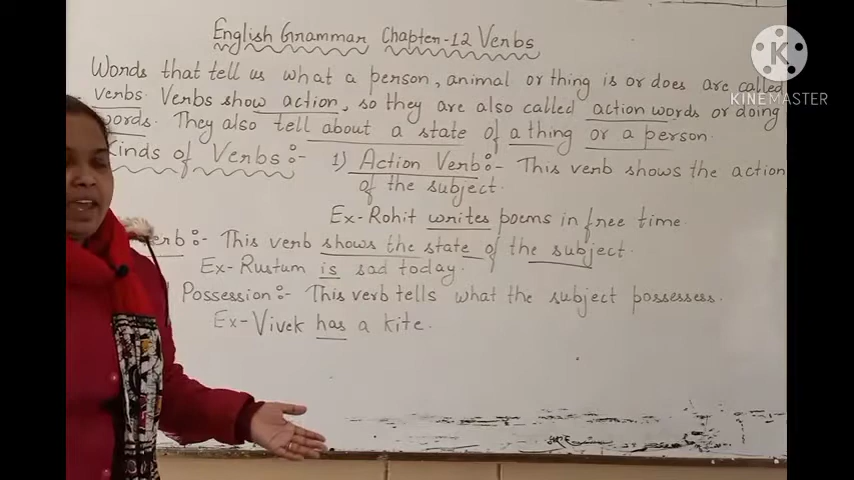 English Grammar Chapter-12 Verbs
Words that tell us what a person, animal or thing is or does are called
verbs. Verbs show action, so they are also called action words or doing
words. They also tell about a state of a thing or a person.
Kinds of Verbs:- 1) Action Verb:- This verb shows the action
of the subject.
Ex- Rohit writes poems in free time.
verb:- This verb shows the state of the subject.
Ex- Rustum is sad today.
Possession:- This verb tells what the subject possessess.
Ex- Vivek has a kite.
KINEMASTER